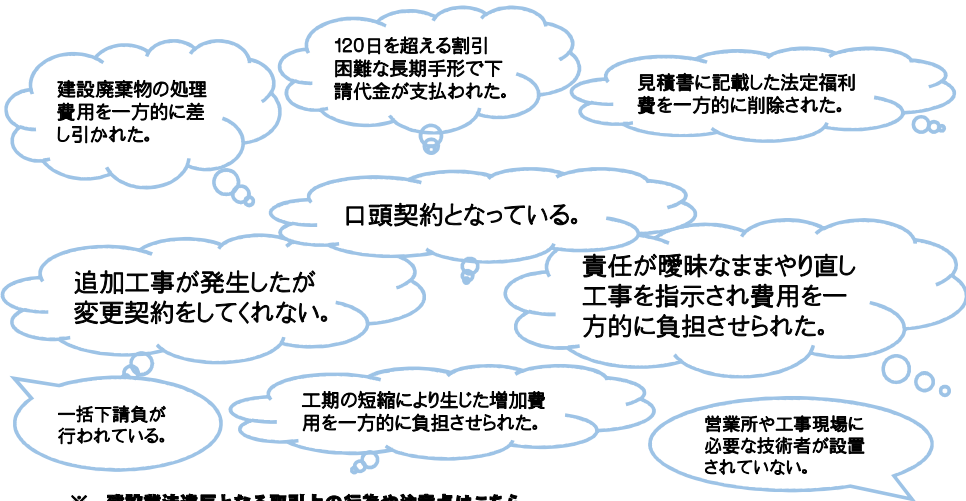 建設廃棄物の処理
費用を一方的に差
し引かれた。
120日を超える割引
困難な長期手形で下
請代金が支払われた。
見積書に記載した法定福利
費を一方的に削除された。
口頭契約となっている。
追加工事が発生したが
変更契約をしてくれない。
責任が曖昧なままやり直し
工事を指示され費用を一
方的に負担させられた。
一括下請負が
行われている。
工期の短縮により生じた増加費
用を一方的に負担させられた。
営業所や工事現場に
必要な技術者が設置
されていない。